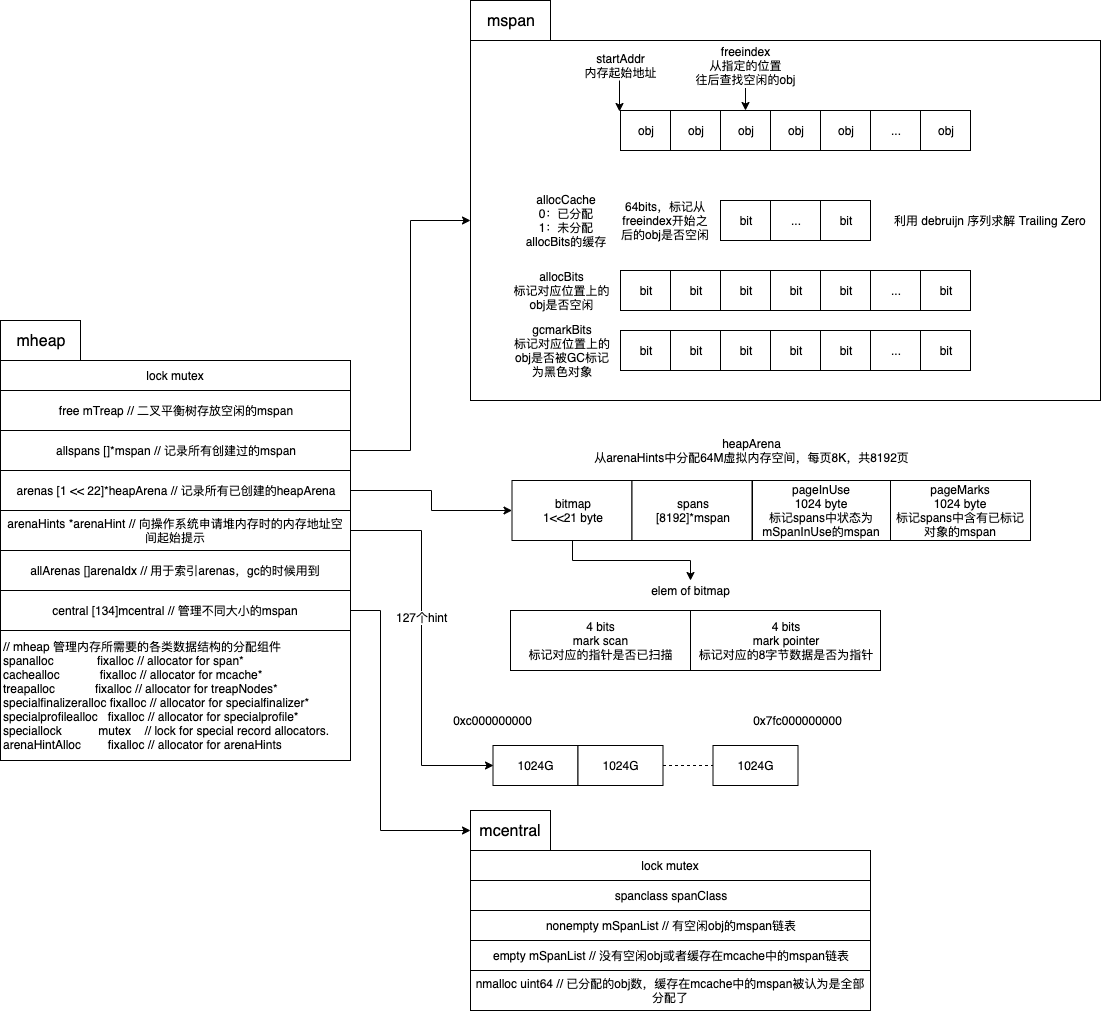 mspan
startAddr
内存起始地址
freeindex
从指定的位置
往后查找空闲的obj
obj obj obj obj obj ... obj
allocCache
0：已分配
1：未分配
allocBits的缓存
64bits，标记从
freeindex开始之
后的obj是否空闲
bit ... bit
利用 debruijn 序列求解 Trailing Zero
allocBits
标记对应位置上的
obj是否空闲
bit bit bit bit bit ... bit
gcmarkBits
标记对应位置上的
obj是否被GC标记
为黑色对象
bit bit bit bit bit ... bit
mheap
lock mutex
free mTreap // 二叉平衡树存放空闲的mspan
allspans []*mspan // 记录所有创建过的mspan
arenas [1 << 22]*heapArena // 记录所有已创建的heapArena
arenaHints *arenaHint // 向操作系统申请堆内存时的内存地址空
间起始提示
allArenas []arenaIdx // 用于索引arenas，gc的时候用到
central [134]mcentral // 管理不同大小的mspan
// mheap 管理内存所需要的各类数据结构的分配组件
spanalloc fixalloc // allocator for span*
cachealloc fixalloc // allocator for mcache*
treapalloc fixalloc // allocator for treapNodes*
specialfinalizeralloc fixalloc // allocator for specialfinalizer*
specialprofilealloc fixalloc // allocator for specialprofile*
speciallock mutex // lock for special record allocators.
arenaHintAlloc fixalloc // allocator for arenaHints
heapArena
从arenaHints中分配64M虚拟内存空间，每页8K，共8192页
bitmap
1<<21 byte
spans
[8192]*mspan
pageInUse
1024 byte
标记spans中状态为
mSpanInUse的mspan
pageMarks
1024 byte
标记spans中含有已标记
对象的mspan
elem of bitmap
4 bits
mark scan
标记对应的指针是否已扫描
4 bits
mark pointer
标记对应的8字节数据是否为指针
127个hint
0xc000000000
0x7fc000000000
1024G 1024G 1024G
mcentral
lock mutex
spanclass spanClass
nonempty mSpanList // 有空闲obj的mspan链表
empty mSpanList // 没有空闲obj或者缓存在mcache中的mspan链表
nmalloc uint64 // 已分配的obj数，缓存在mcache中的mspan被认为是全部
分配了